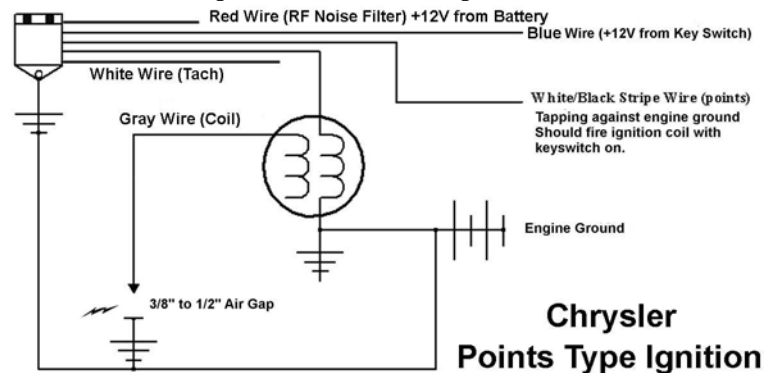 Red Wire (RF Noise Filter) +12V from Battery
Blue Wire (+12V from Key Switch)
White Wire (Tach)
White/Black Stripe Wire (points)
Tapping against engine ground
Should fire ignition coil with
keyswitch on.
Gray Wire (Coil)
Engine Ground
3/8" to 1/2" Air Gap
Chrysler
Points Type Ignition